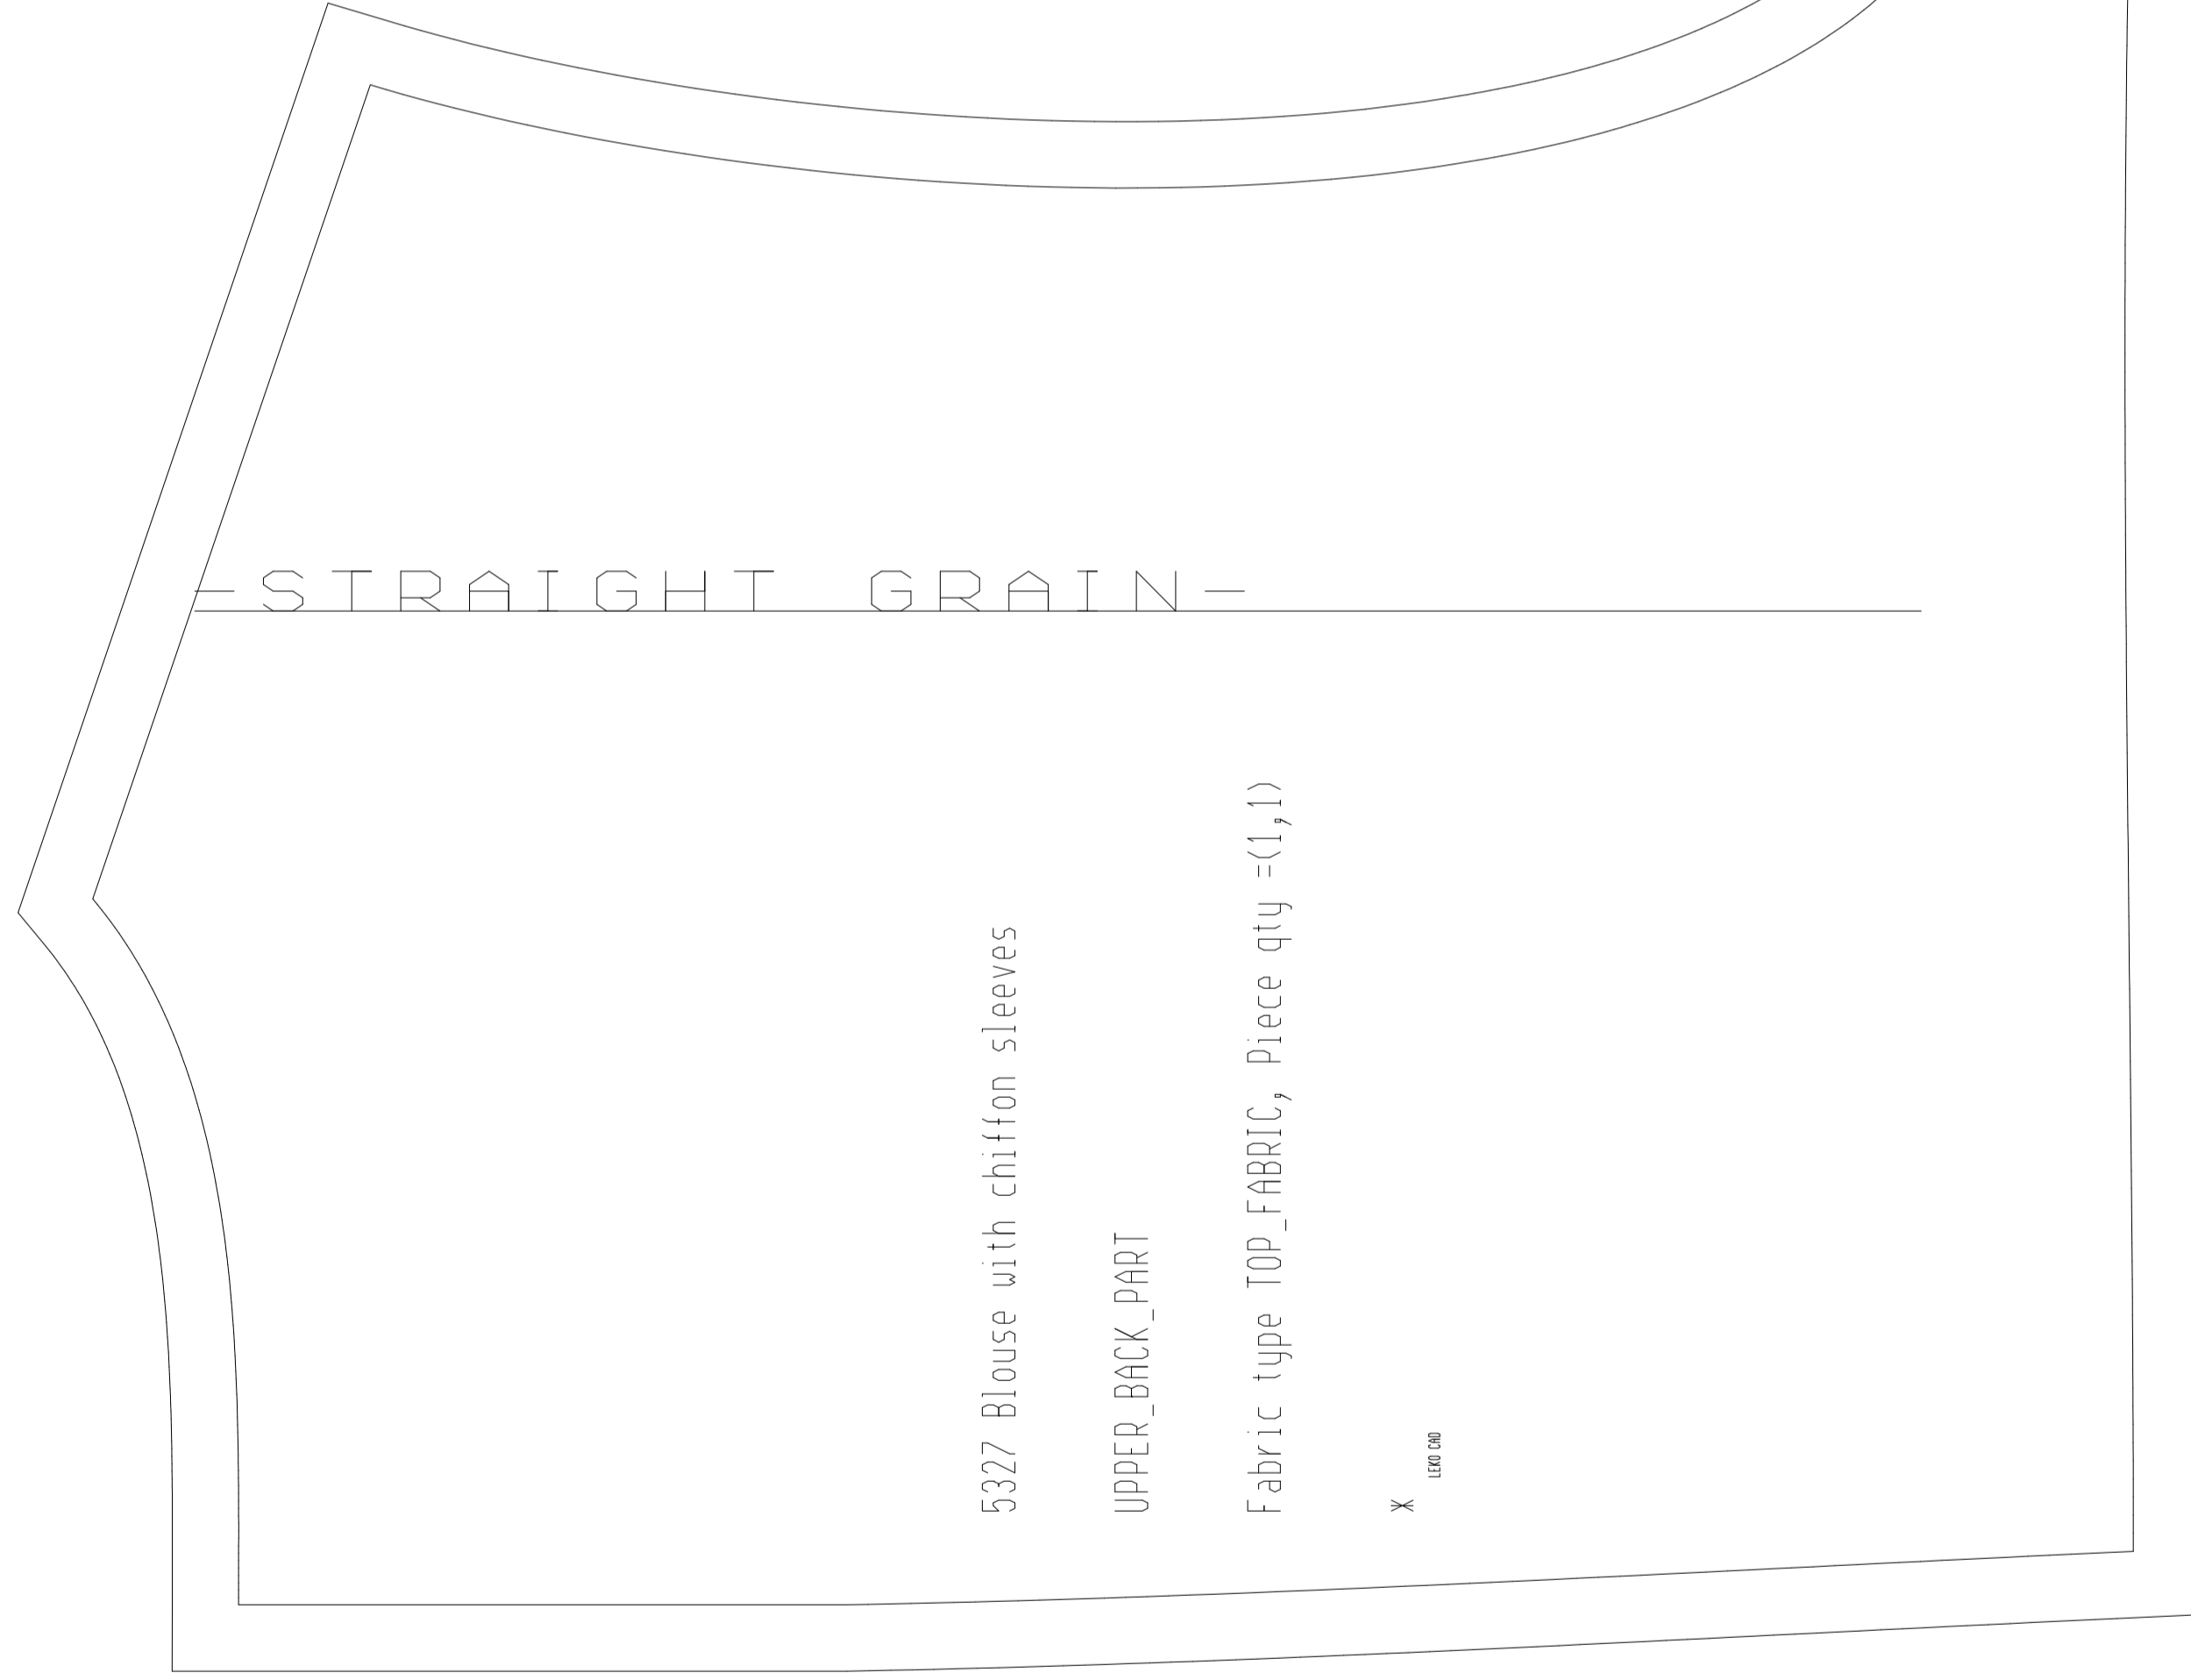 -STRAIGHT GRAIN-
5327 Blouse with chiffon sleeves
UPPER_BACK_PART
Fabric type TOP_FABRIC, Piece qty =(1,1)
*
LEKO CAD